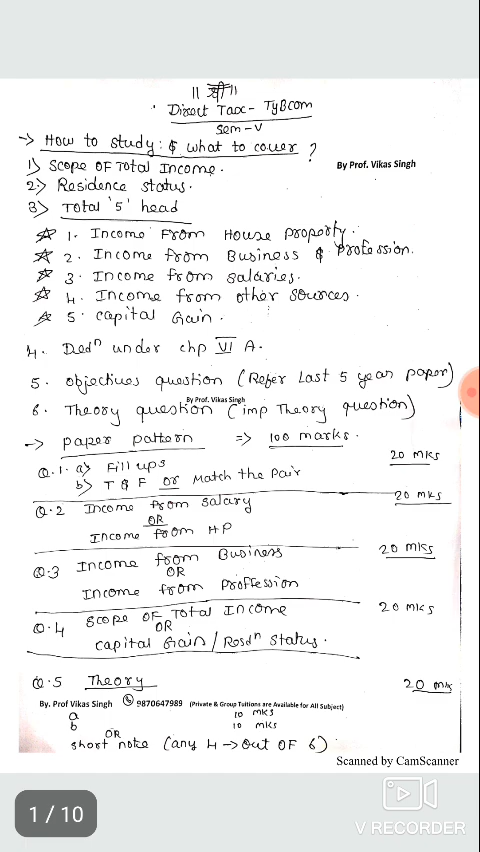 || श्री ||
Direct Tax - TyBcom
Sem - V
→ How to study: & what to cover ?
By Prof. Vikas Singh
1) Scope OF Total Income.
2) Residence status.
3) Total '5' head
☆ 1. Income From House property.
☆ 2. Income from Business & Profession.
☆ 3. Income from salaries.
☆ 4. Income from other sources.
☆ 5. capital Gain.
4. Dedⁿ under chp VI A.
5. objectives question (Refer Last 5 year paper)
By Prof. Vikas Singh
6. Theory question (imp Theory question)
→ paper pattern => 100 marks.
Q.1. a) Fill ups 20 mks
b) T & F or Match the Pair
Q.2 Income from salary 20 mks
OR
Income from HP
Q.3 Income from Business 20 mks
OR
Income from Proffession
Q.4 Scope OF Total Income 20 mks
OR
capital Gain / Resdⁿ Status.
Q.5 Theory 20 mks
By. Prof Vikas Singh 9870647989 (Private & Group Tuitions are Available for All Subject)
a 10 mks
b 10 mks
OR
short note (any 4 → out OF 6)
Scanned by CamScanner
1 / 10
V RECORDER